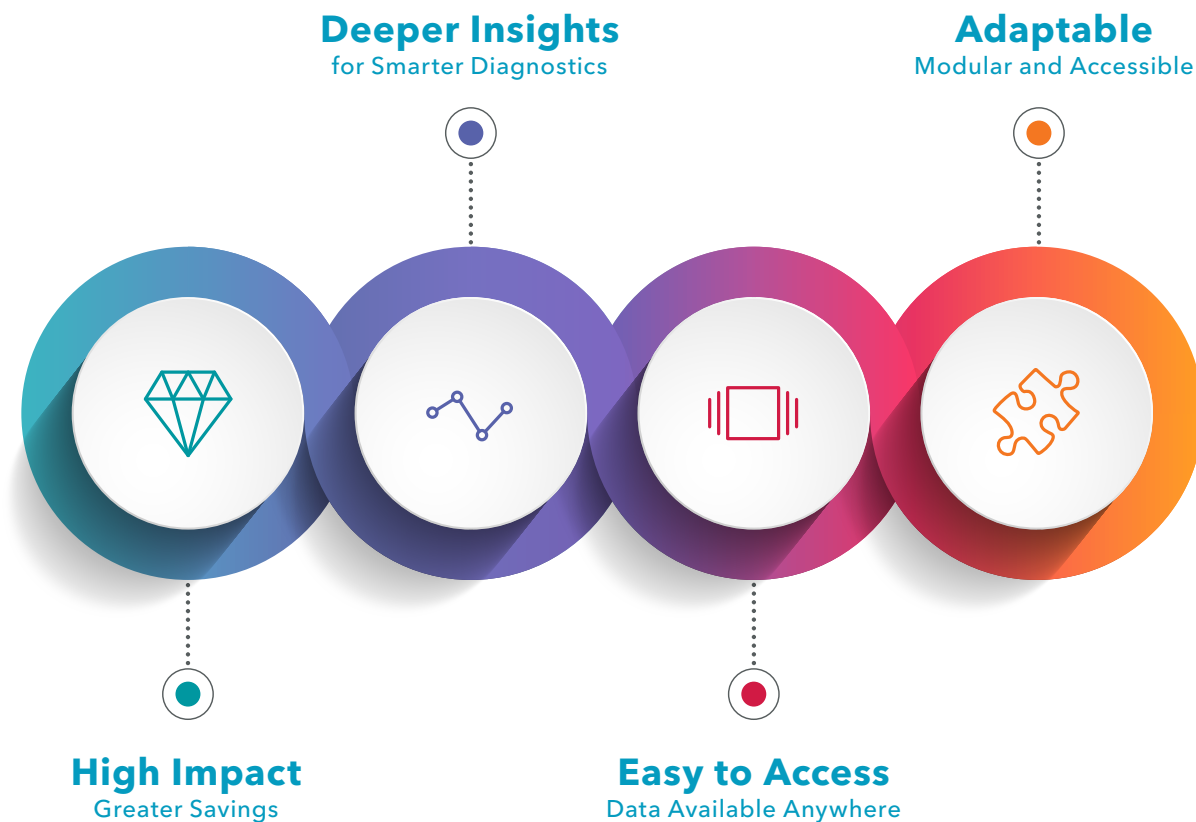 Deeper Insights
for Smarter Diagnostics
Adaptable
Modular and Accessible
High Impact
Greater Savings
Easy to Access
Data Available Anywhere